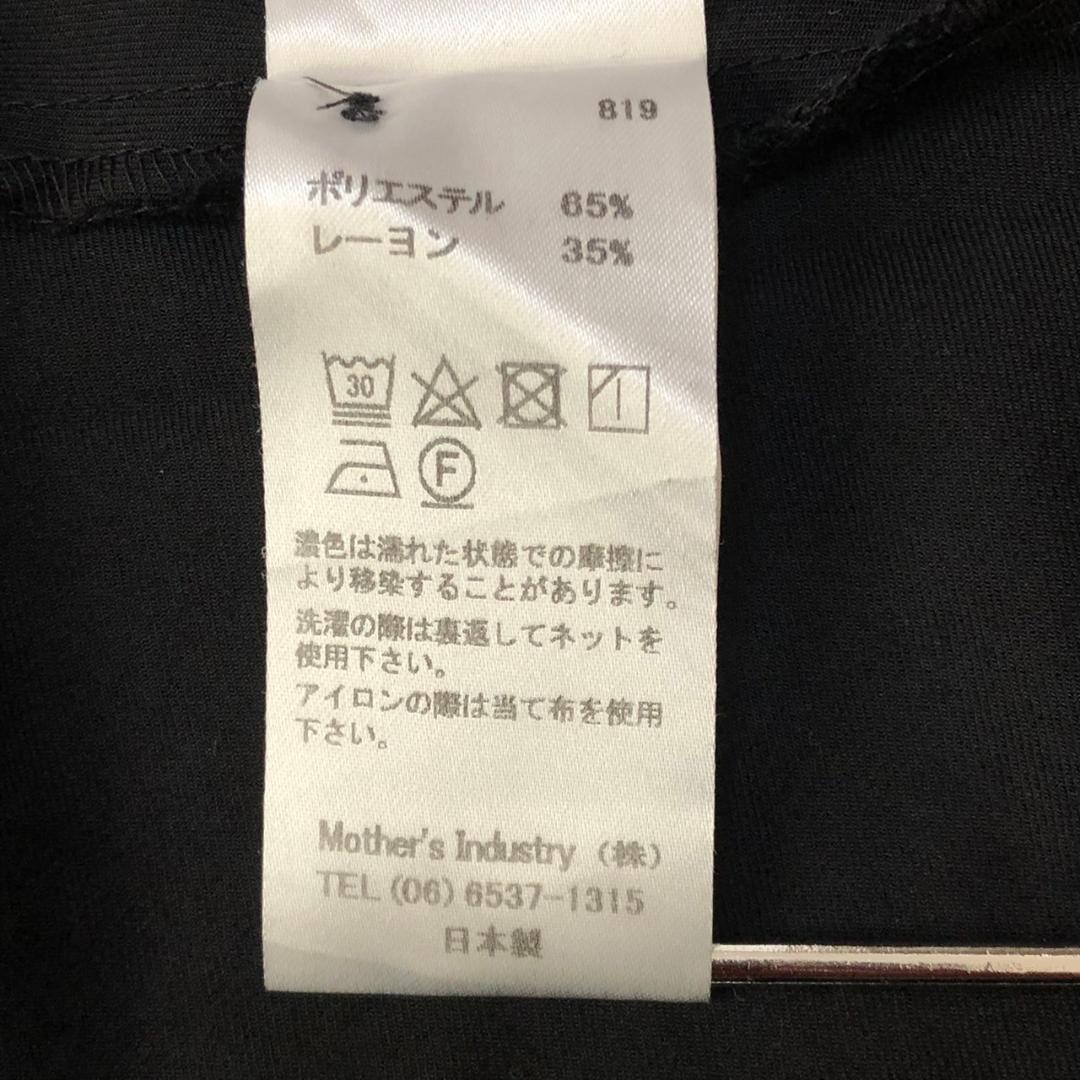 819
ポリエステル 65%
レーヨン 35%
30
F
濃色は濡れた状態での摩擦に
より移染することがあります。
洗濯の際は裏返してネットを
使用下さい。
アイロンの際は当て布を使用
下さい。
Mother's Industry (株)
TEL (06) 6537-1315
日本製